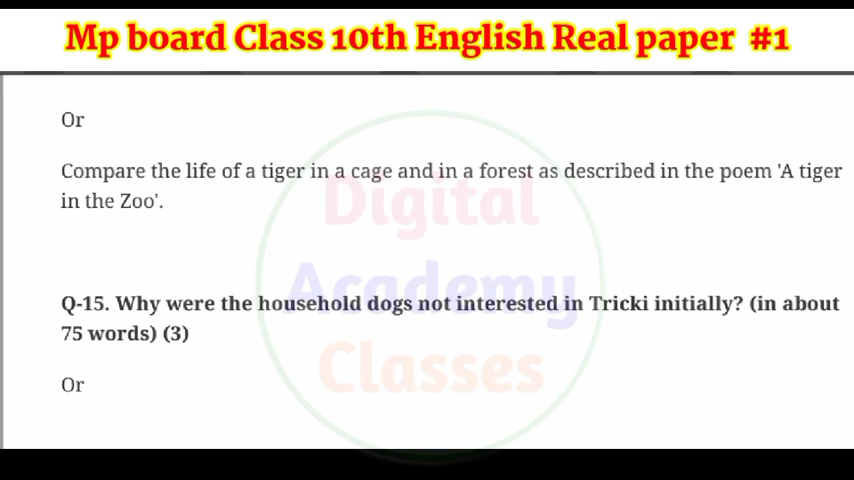 Mp board Class 10th English Real paper #1
Or
Compare the life of a tiger in a cage and in a forest as described in the poem 'A tiger
in the Zoo'.
Digital
Academy
Classes
Q-15. Why were the household dogs not interested in Tricki initially? (in about
75 words) (3)
Or